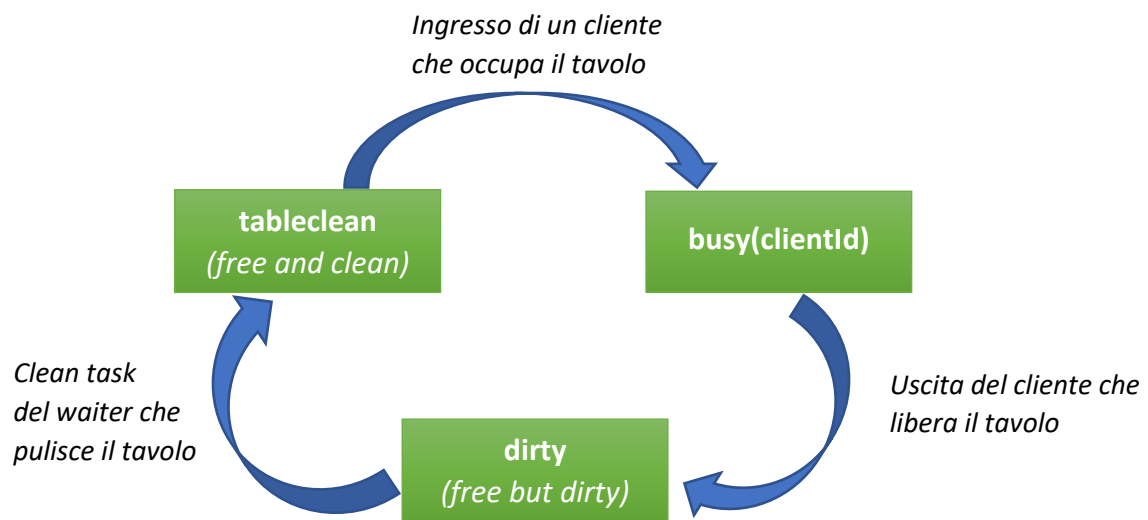 Ingresso di un cliente
che occupa il tavolo
tableclean
(free and clean)
busy(clientId)
Clean task
del waiter che
pulisce il tavolo
Uscita del cliente che
libera il tavolo
dirty
(free but dirty)